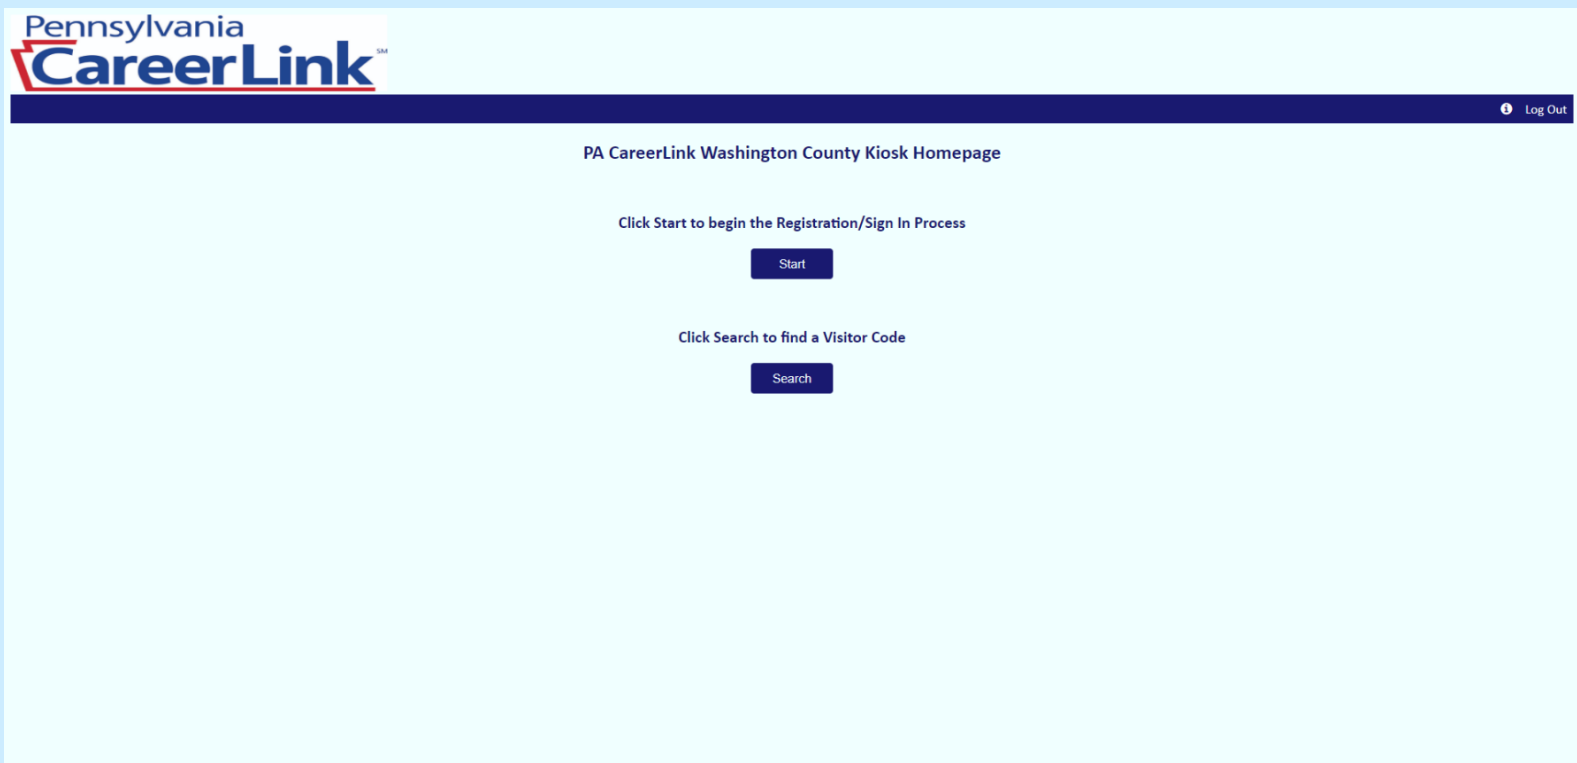 Pennsylvania
CareerLink SM
Log Out
PA CareerLink Washington County Kiosk Homepage
Click Start to begin the Registration/Sign In Process
Start
Click Search to find a Visitor Code
Search